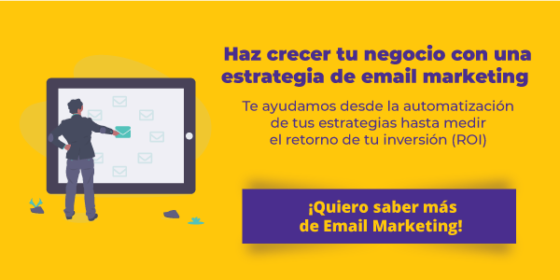 Haz crecer tu negocio con una
estrategia de email marketing
Te ayudamos desde la automatización
de tus estrategias hasta medir
el retorno de tu inversión (ROI)
¡Quiero saber más
de Email Marketing!